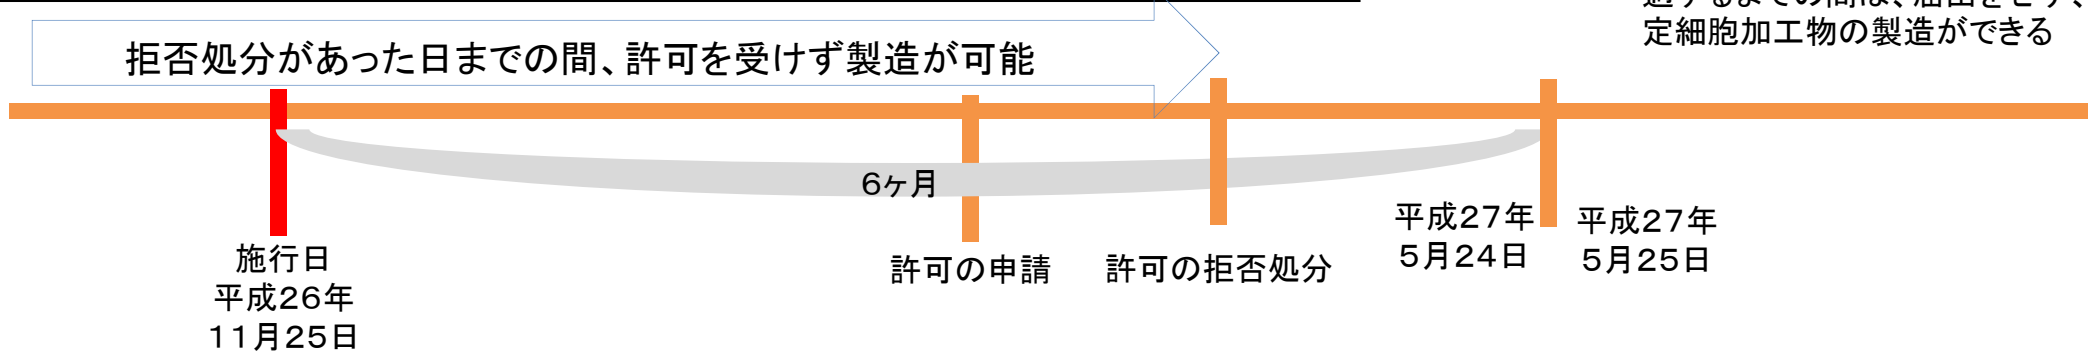 定細胞加工物の製造ができる
拒否処分があった日までの間、許可を受けず製造が可能
6ヶ月
施行日
平成26年
11月25日
許可の申請
許可の拒否処分
平成27年
5月24日
平成27年
5月25日